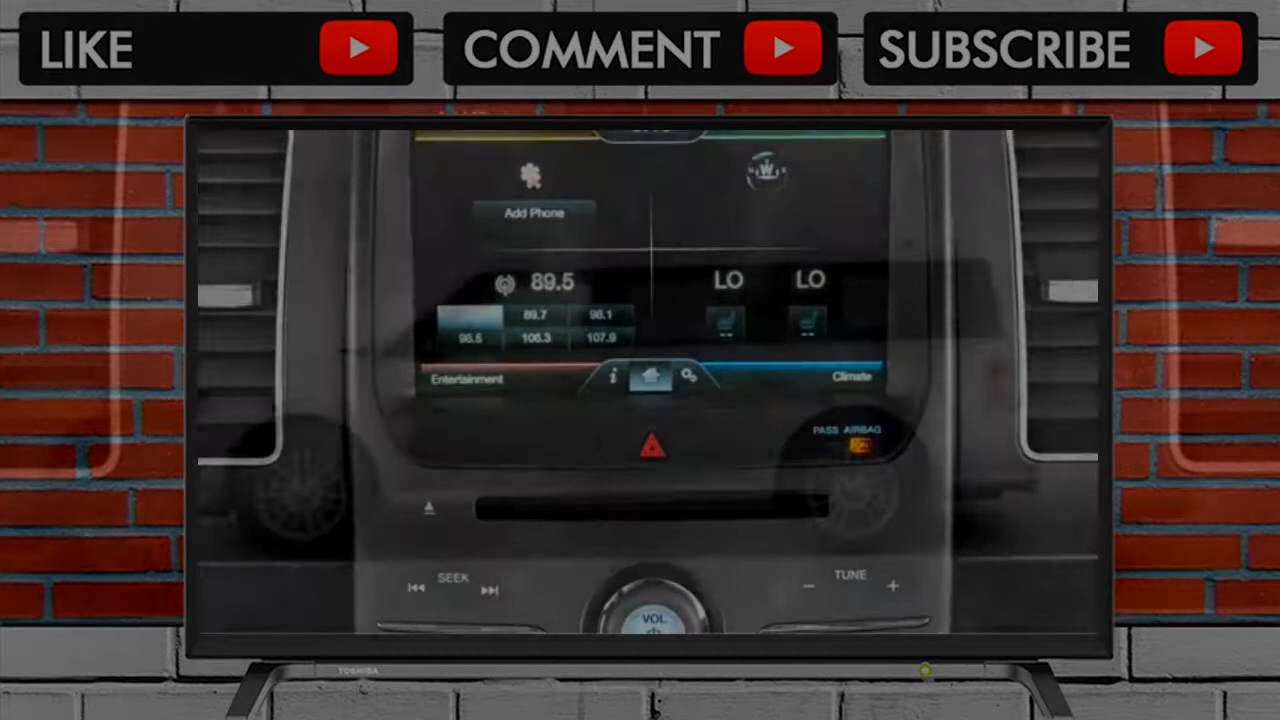 LIKE
COMMENT
SUBSCRIBE
Add Phone
89.5
LO LO
89.7 98.1
98.5 106.3 107.9
i
Entertainment
Climate
PASS AIRBAG
SEEK
TUNE
VOL
TOSHIBA